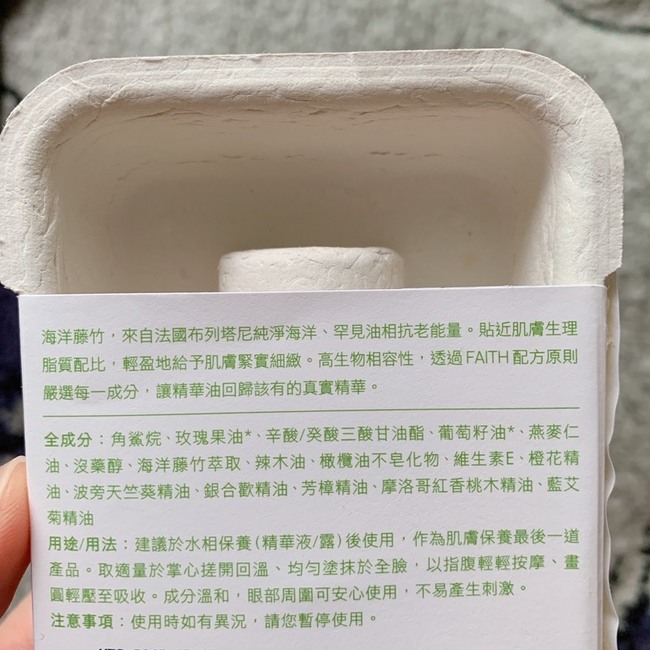 海洋藤竹，來自法國布列塔尼純淨海洋、罕見油相抗老能量。貼近肌膚生理
脂質配比，輕盈地給予肌膚緊實細緻。高生物相容性，透過 FAITH 配方原則
嚴選每一成分，讓精華油回歸該有的真實精華。
全成分：角鯊烷、玫瑰果油*、辛酸/癸酸三酸甘油酯、葡萄籽油*、燕麥仁
油、沒藥醇、海洋藤竹萃取、辣木油、橄欖油不皂化物、維生素E、橙花精
油、波旁天竺葵精油、銀合歡精油、芳樟精油、摩洛哥紅香桃木精油、藍艾
菊精油
用途/用法：建議於水相保養（精華液/露）後使用，作為肌膚保養最後一道
產品。取適量於掌心搓開回溫、均勻塗抹於全臉，以指腹輕輕按摩、畫
圓輕壓至吸收。成分溫和，眼部周圍可安心使用，不易產生刺激。
注意事項：使用時如有異況，請您暫停使用。